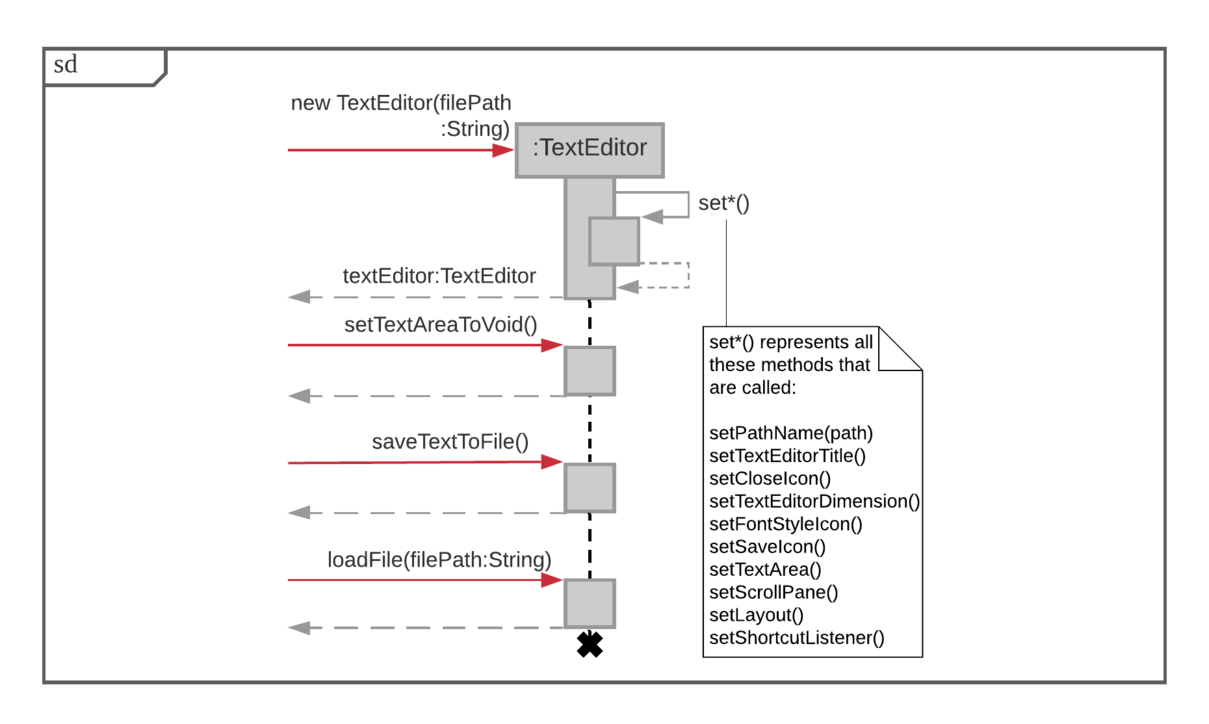 sd
new TextEditor(filePath
:String)
:TextEditor
set*()
textEditor:TextEditor
setTextAreaToVoid()
saveTextToFile()
loadFile(filePath:String)
set*() represents all
these methods that
are called:
setPathName(path)
setTextEditorTitle()
setCloseIcon()
setTextEditorDimension()
setFontStyleIcon()
setSaveIcon()
setTextArea()
setScrollPane()
setLayout()
setShortcutListener()